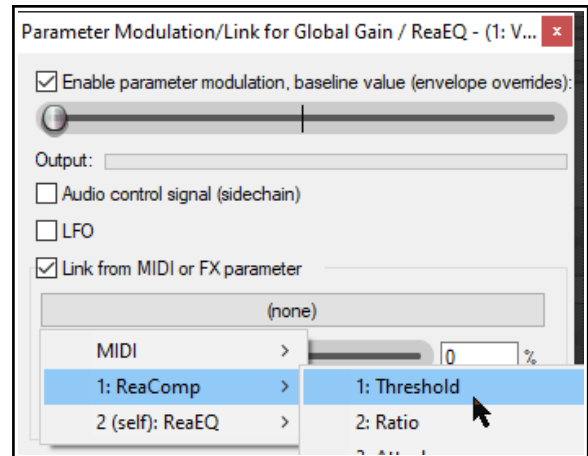 Parameter Modulation/Link for Global Gain / ReaEQ - (1: V... x
Enable parameter modulation, baseline value (envelope overrides):
Output:
Audio control signal (sidechain)
LFO
Link from MIDI or FX parameter
(none)
MIDI >
0 %
1: ReaComp >
1: Threshold
2 (self): ReaEQ >
2: Ratio